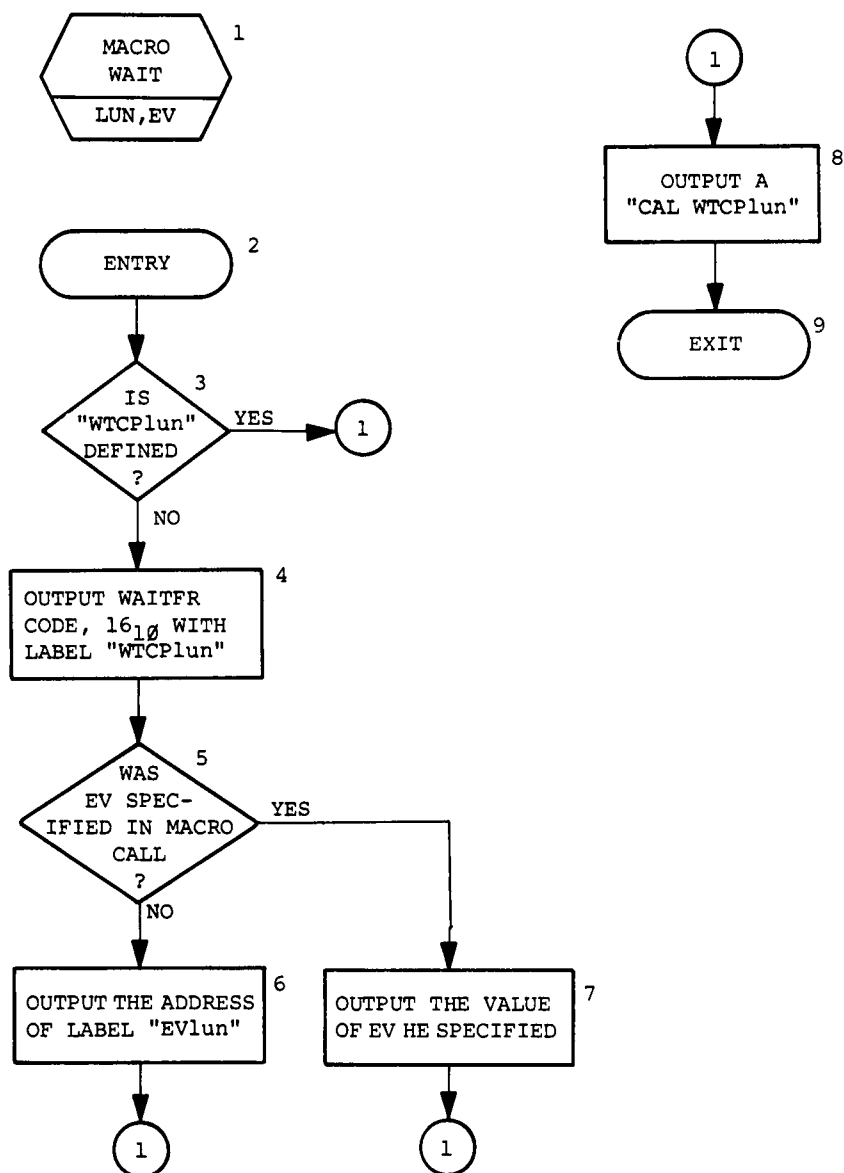 1
MACRO
WAIT
LUN,EV
2
ENTRY
3
IS
"WTCPlun"
DEFINED
?
YES
1
NO
4
OUTPUT WAITFR
CODE, 16₁Ø WITH
LABEL "WTCPlun"
5
WAS
EV SPEC-
IFIED IN MACRO
CALL
?
YES
NO
6
OUTPUT THE ADDRESS
OF LABEL "EVlun"
1
7
OUTPUT THE VALUE
OF EV HE SPECIFIED
1
1
8
OUTPUT A
"CAL WTCPlun"
9
EXIT